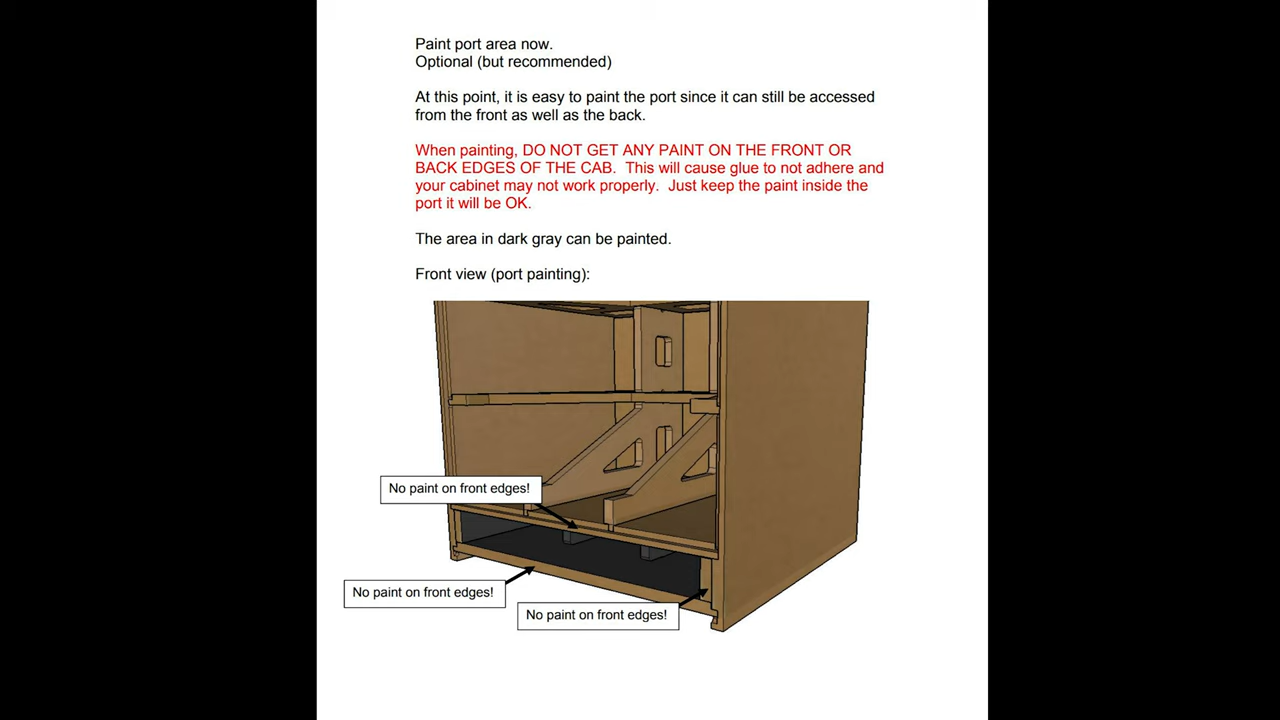 Paint port area now.
Optional (but recommended)
At this point, it is easy to paint the port since it can still be accessed
from the front as well as the back.
When painting, DO NOT GET ANY PAINT ON THE FRONT OR
BACK EDGES OF THE CAB.  This will cause glue to not adhere and
your cabinet may not work properly.  Just keep the paint inside the
port it will be OK.
The area in dark gray can be painted.
Front view (port painting):
No paint on front edges!
No paint on front edges!
No paint on front edges!